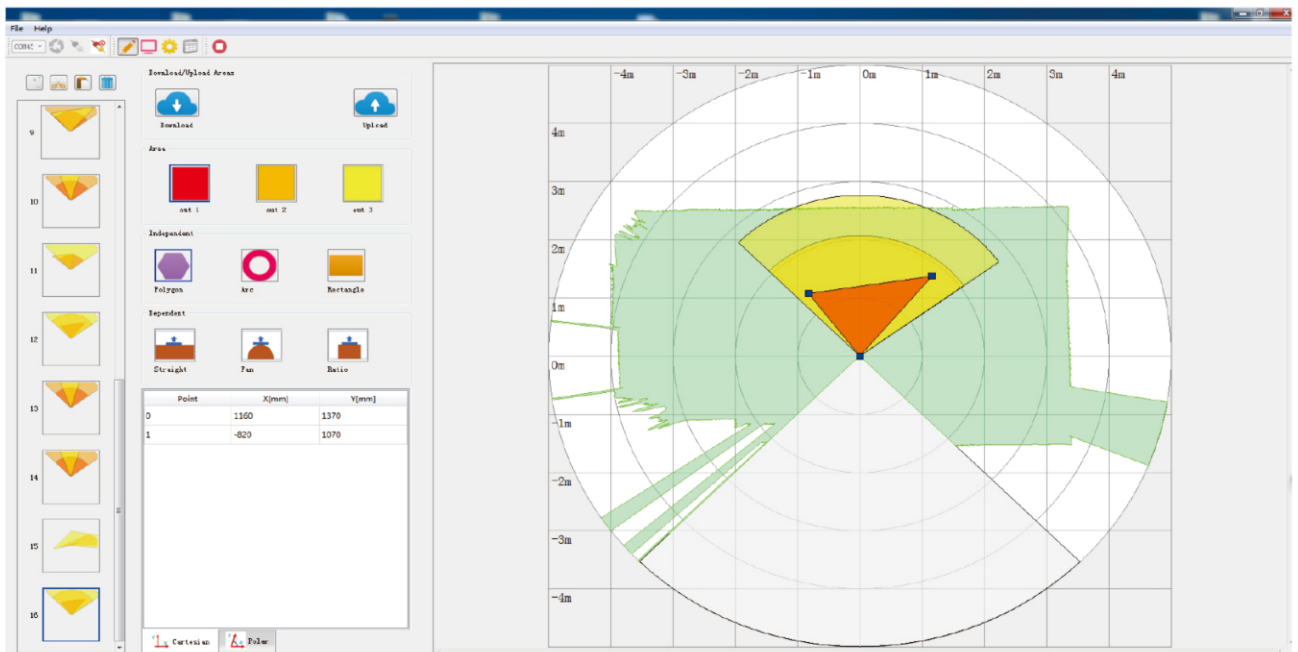 File Help
Download/Upload Areas
Download Upload
Area
out 1 out 2 out 3
Independent
Polygon Arc Rectangle
Dependent
Straight Fan Ratio
Point X(mm) Y(mm)
0 1160 1370
1 -820 1070
Cartesian Polar
9
10
11
12
13
14
15
16
-4m -3m -2m -1m 0m 1m 2m 3m 4m
4m
3m
2m
1m
0m
-1m
-2m
-3m
-4m